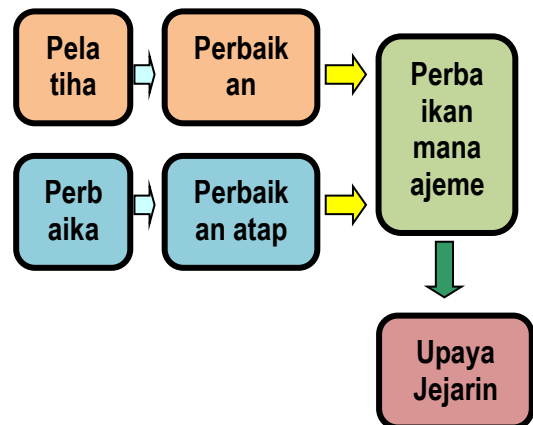 Pela
tiha
Perbaik
an
Perba
ikan
mana
ajeme
Perb
aika
Perbaik
an atap
Upaya
Jejarin